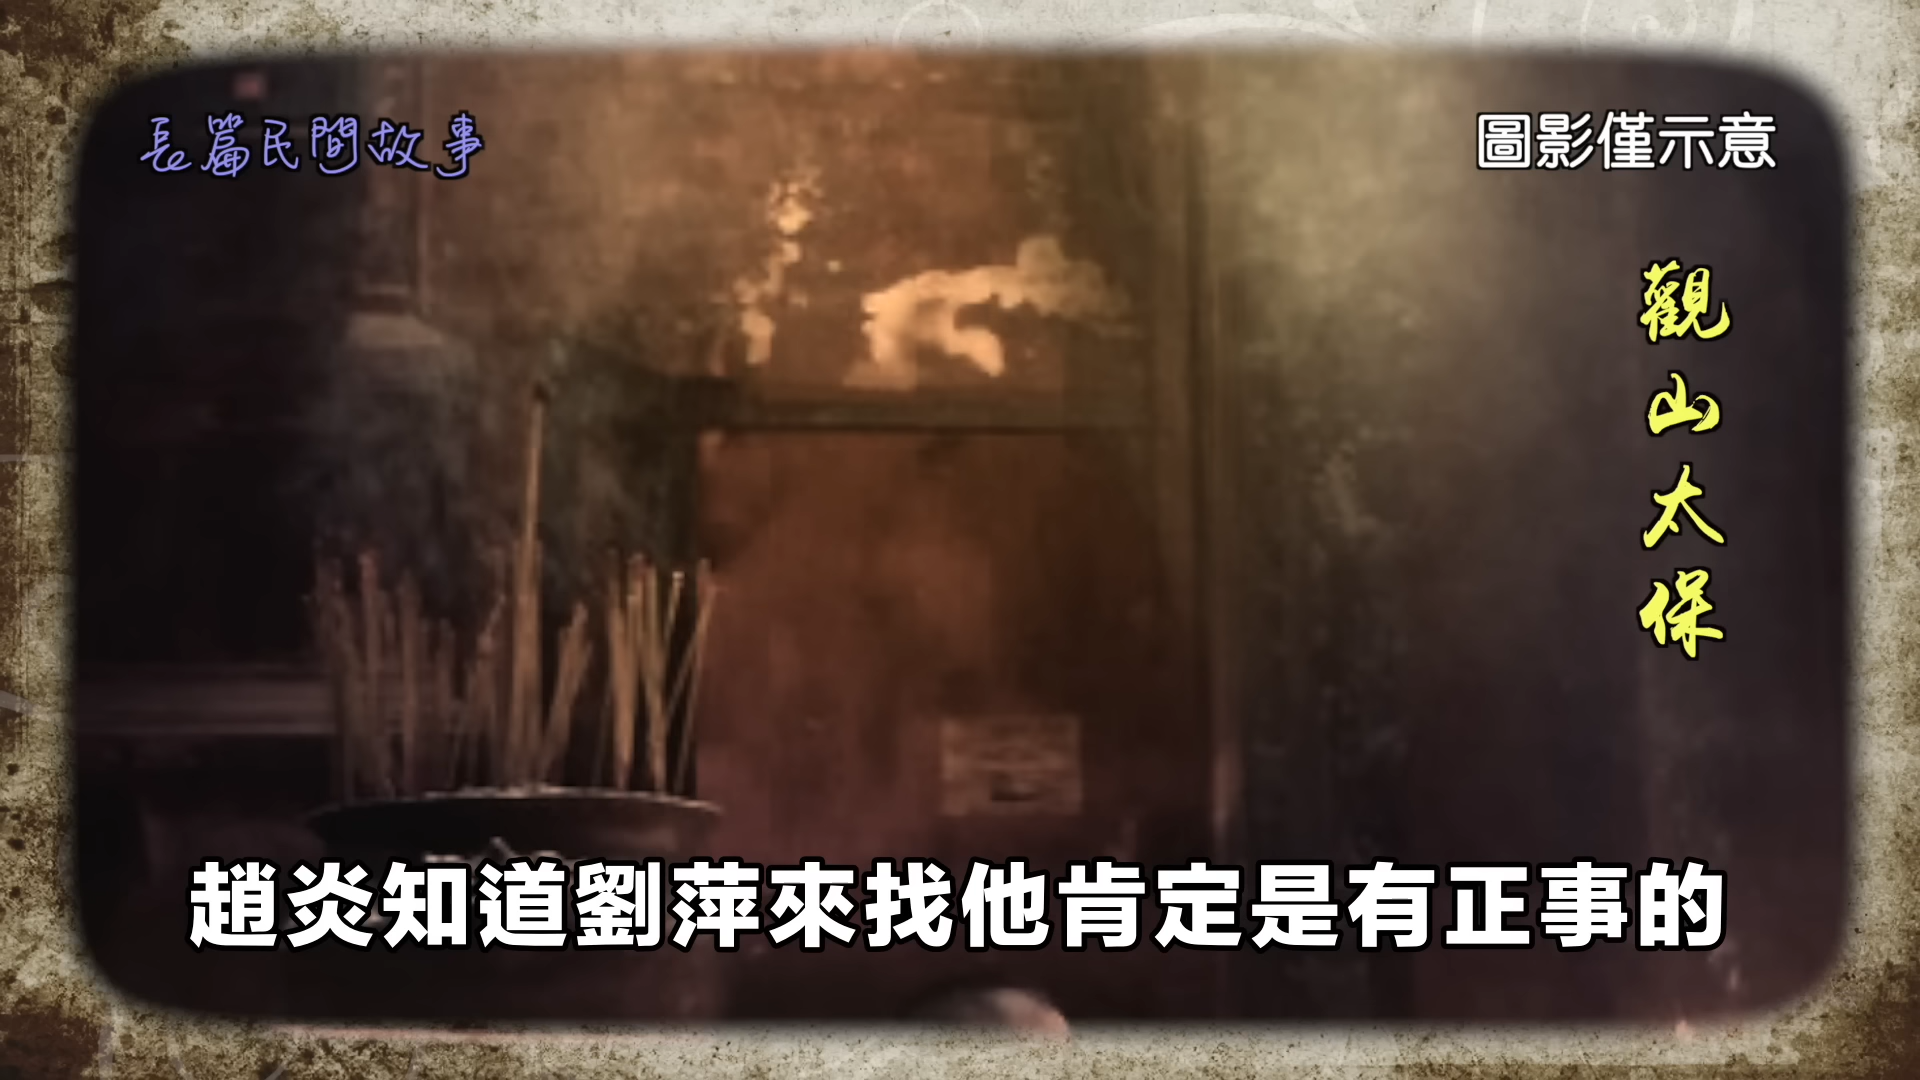 長篇民間故事
圖影僅示意
觀山太保
趙炎知道劉萍來找他肯定是有正事的